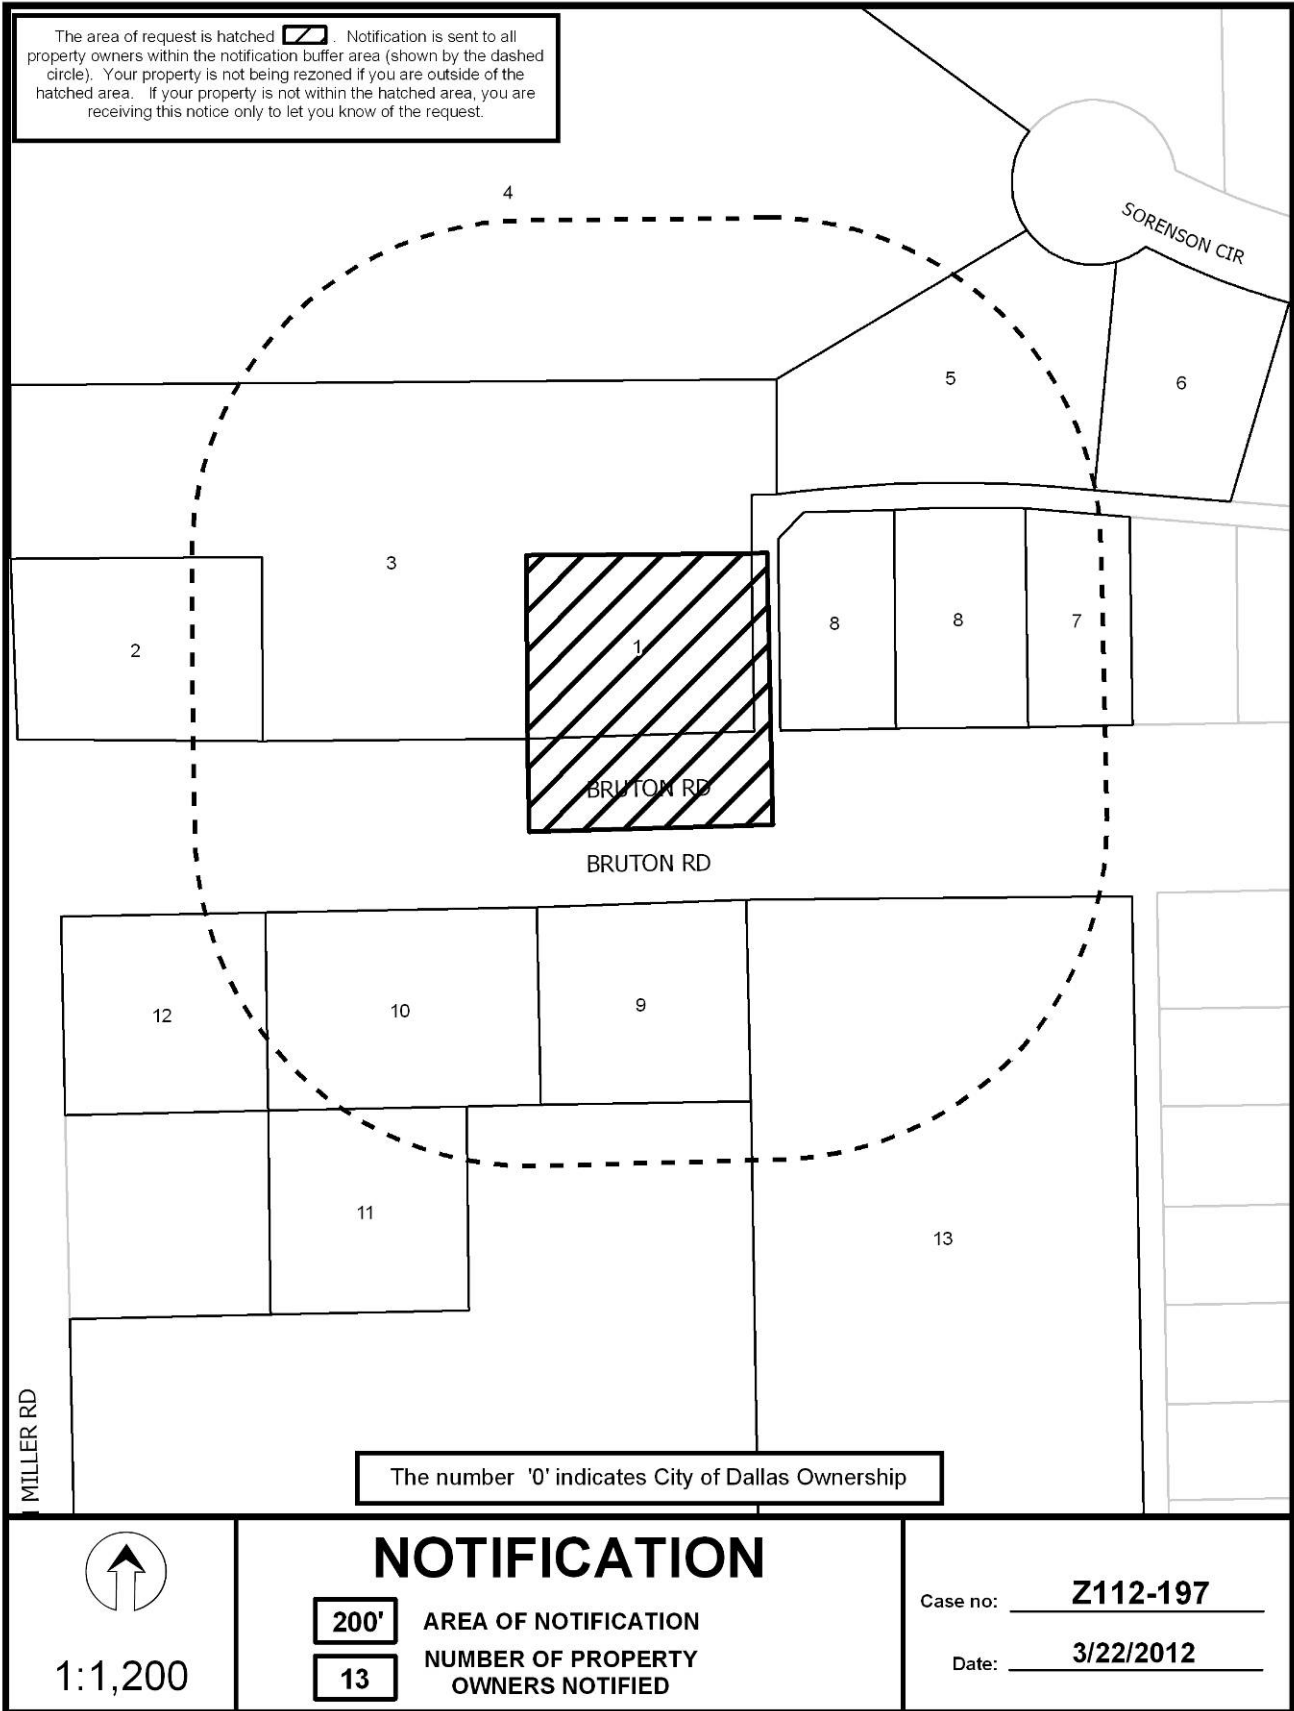 The area of request is hatched . Notification is sent to all
property owners within the notification buffer area (shown by the dashed
circle). Your property is not being rezoned if you are outside of the
hatched area. If your property is not within the hatched area, you are
receiving this notice only to let you know of the request.
4
SORENSON CIR
5
6
3
2
1
8
8
7
BRUTON RD
BRUTON RD
12
10
9
11
13
MILLER RD
The number '0' indicates City of Dallas Ownership
1:1,200
NOTIFICATION
200' AREA OF NOTIFICATION
13 NUMBER OF PROPERTY
OWNERS NOTIFIED
Case no: Z112-197
Date: 3/22/2012